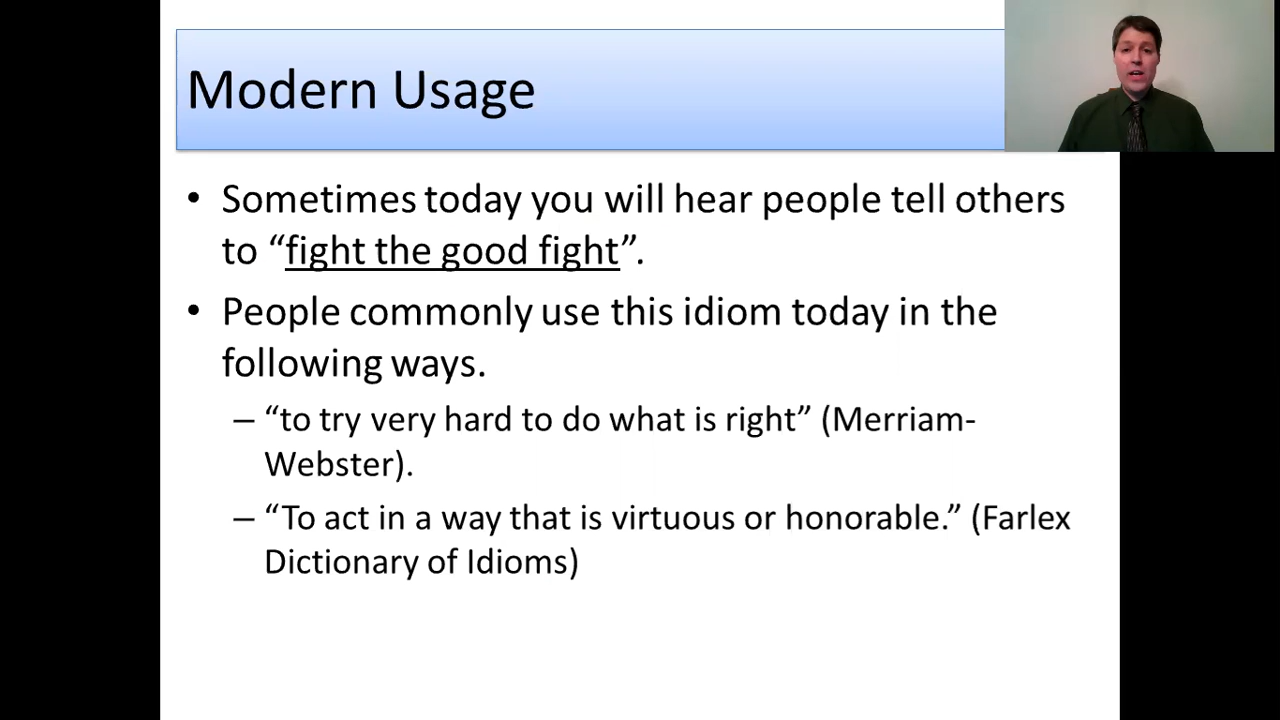 Modern Usage
• Sometimes today you will hear people tell others
to “fight the good fight”.
• People commonly use this idiom today in the
following ways.
– “to try very hard to do what is right” (Merriam-
Webster).
– “To act in a way that is virtuous or honorable.” (Farlex
Dictionary of Idioms)